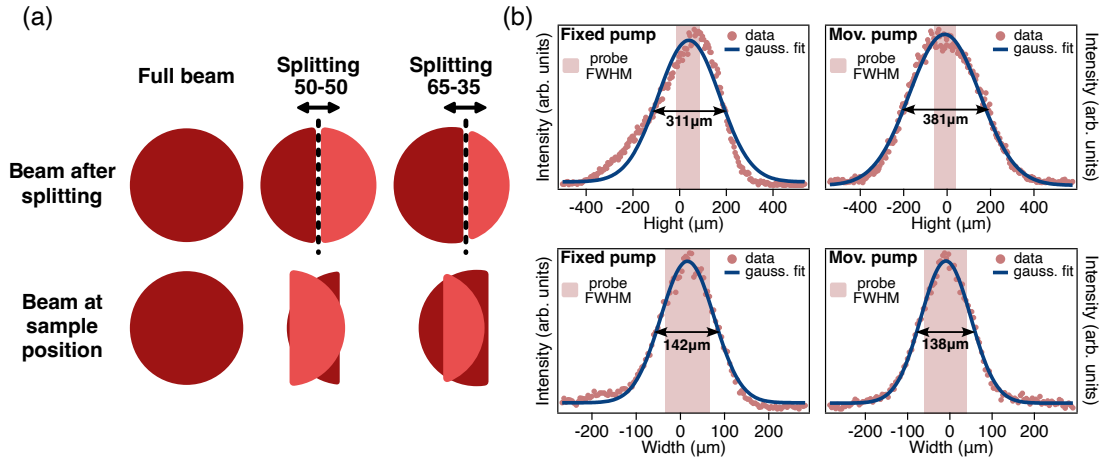 (a)
Full beam
Splitting
50-50
Splitting
65-35
Beam after
splitting
Beam at
sample
position
(b)
Fixed pump
data
gauss. fit
probe
FWHM
311µm
Intensity (arb. units)
-400 -200 0 200 400
Hight (µm)
Mov. pump
data
gauss. fit
probe
FWHM
381µm
Intensity (arb. units)
-400 -200 0 200 400
Hight (µm)
Fixed pump
data
gauss. fit
probe
FWHM
142µm
Intensity (arb. units)
-200 -100 0 100 200
Width (µm)
Mov. pump
data
gauss. fit
probe
FWHM
138µm
Intensity (arb. units)
-200 -100 0 100 200
Width (µm)